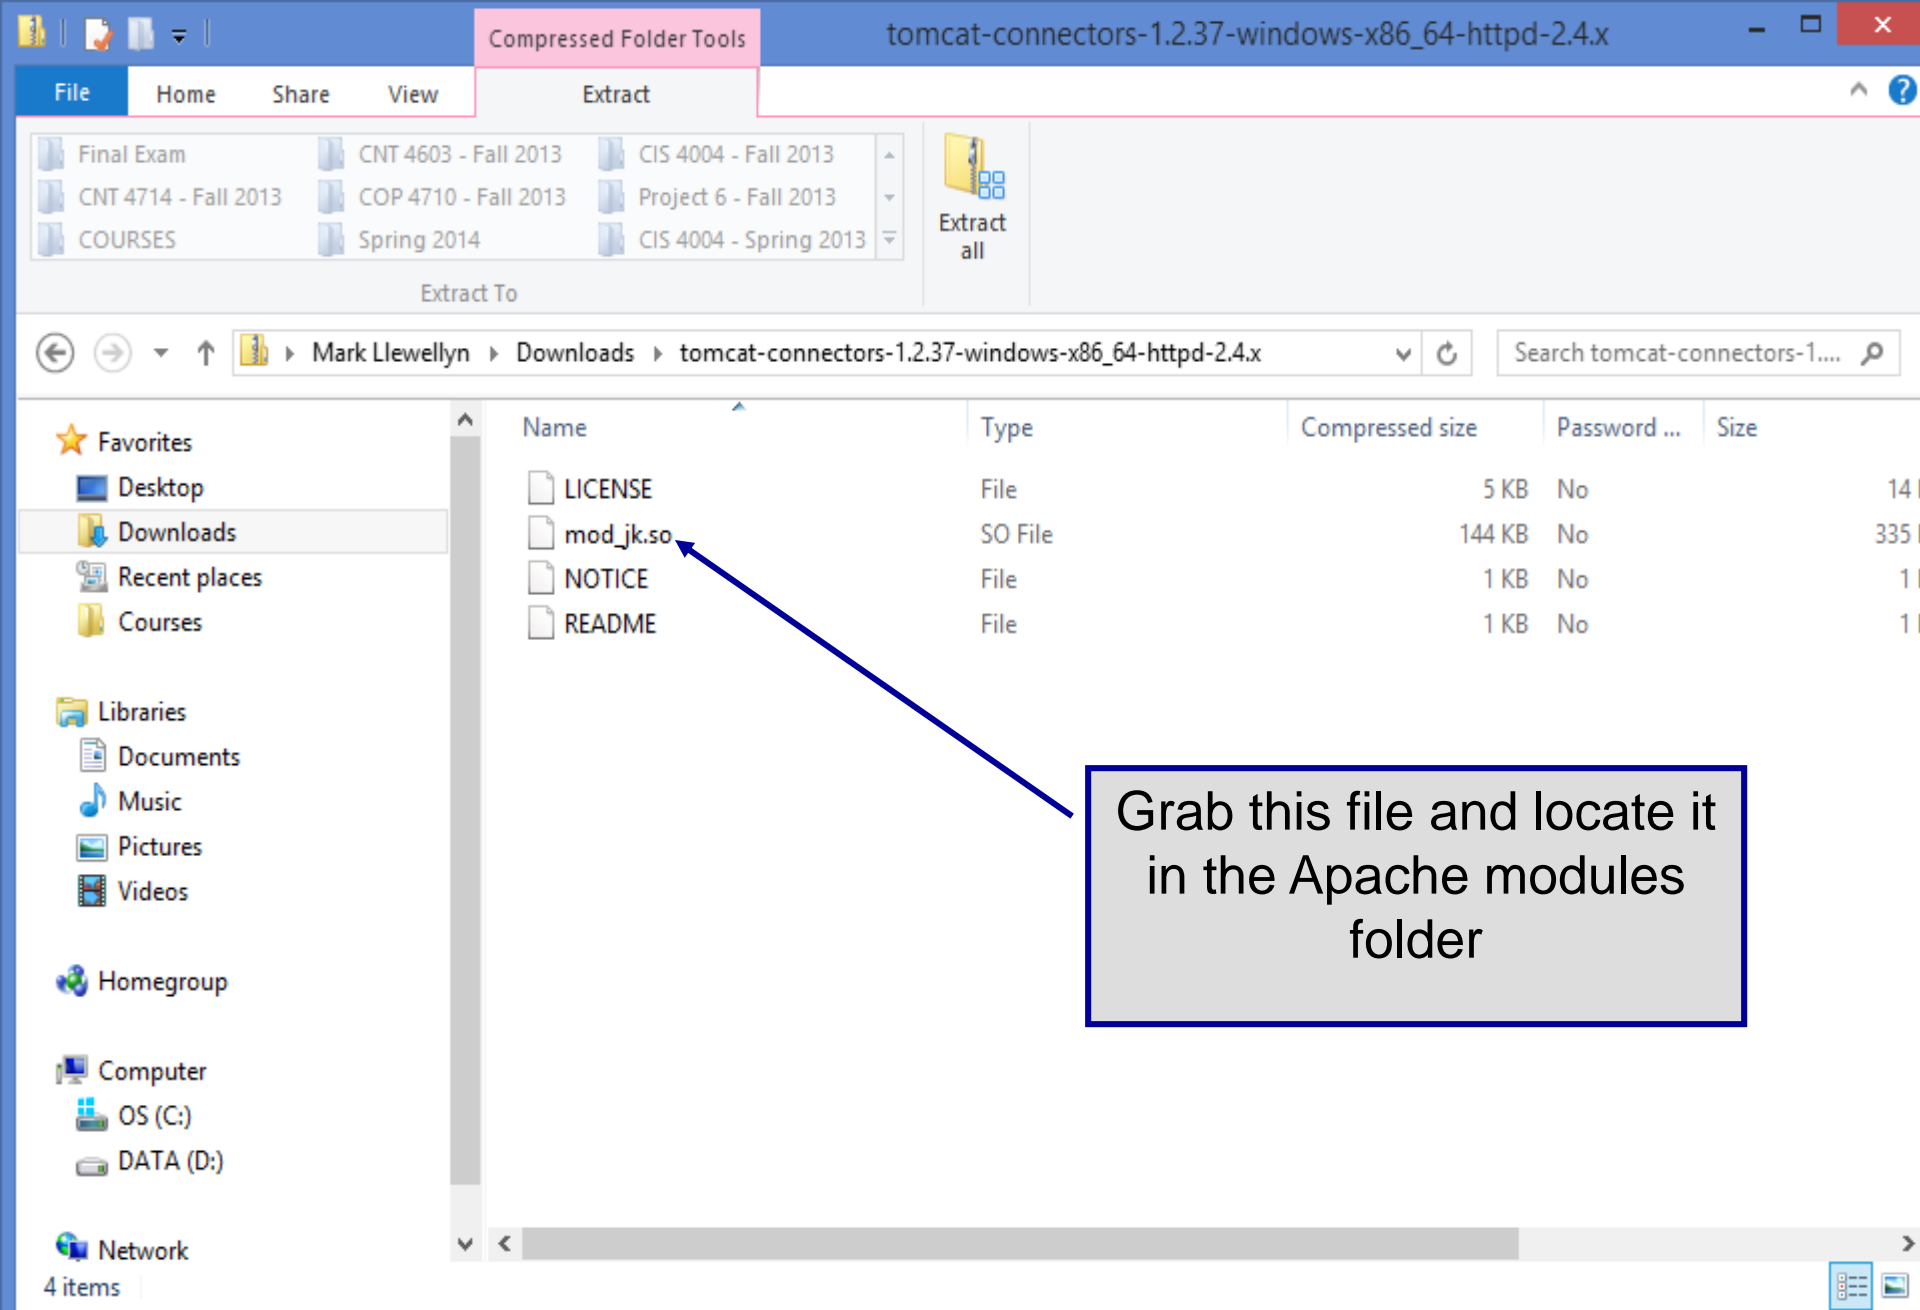 Compressed Folder Tools
tomcat-connectors-1.2.37-windows-x86_64-httpd-2.4.x
File Home Share View Extract
Final Exam CNT 4603 - Fall 2013 CIS 4004 - Fall 2013
CNT 4714 - Fall 2013 COP 4710 - Fall 2013 Project 6 - Fall 2013
COURSES Spring 2014 CIS 4004 - Spring 2013
Extract
all
Extract To
Mark Llewellyn Downloads tomcat-connectors-1.2.37-windows-x86_64-httpd-2.4.x
Search tomcat-connectors-1....
Favorites
Desktop
Downloads
Recent places
Courses
Libraries
Documents
Music
Pictures
Videos
Homegroup
Computer
OS (C:)
DATA (D:)
Network
Name Type Compressed size Password ... Size
LICENSE File 5 KB No 14
mod_jk.so SO File 144 KB No 335
NOTICE File 1 KB No 1
README File 1 KB No 1
Grab this file and locate it
in the Apache modules
folder
4 items